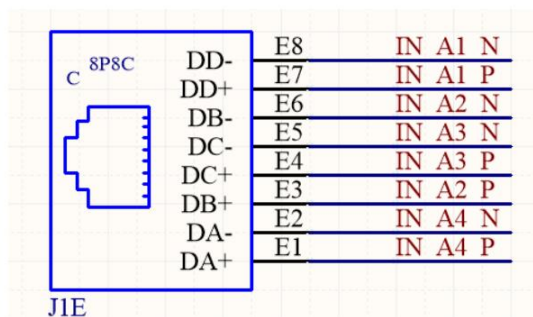 8P8C
C
DD- E8 IN A1 N
DD+ E7 IN A1 P
DB- E6 IN A2 N
DC- E5 IN A3 N
DC+ E4 IN A3 P
DB+ E3 IN A2 P
DA- E2 IN A4 N
DA+ E1 IN A4 P
J1E